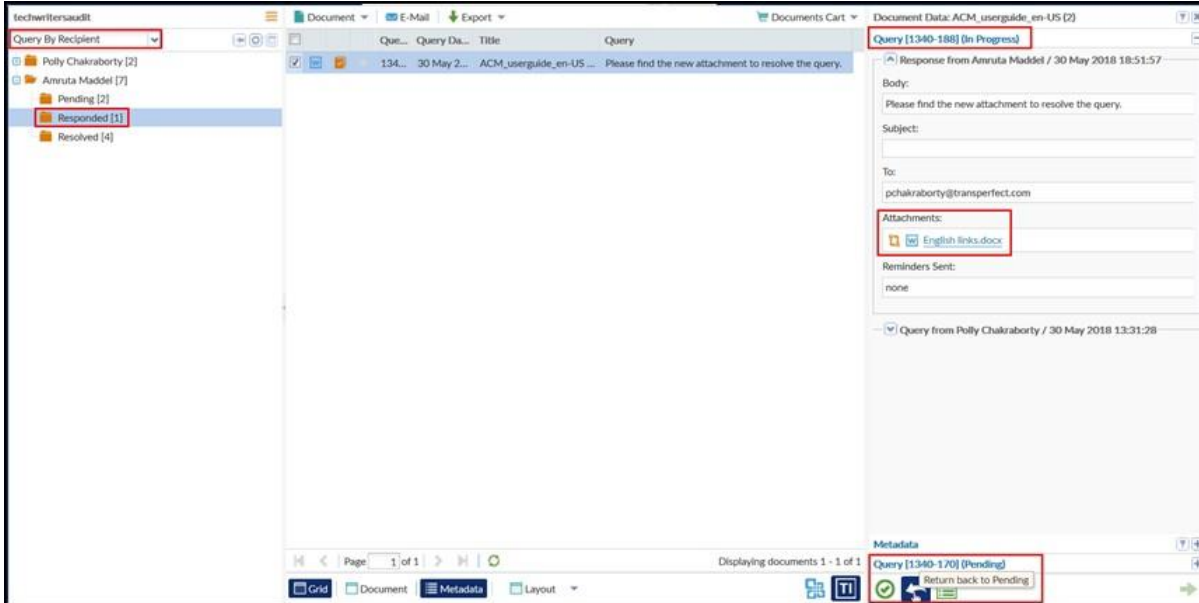 techwritersaudit
Query By Recipient
Polly Chakraborty [2]
Amruta Maddel [7]
Pending [2]
Responded [1]
Resolved [4]
Document E-Mail Export Documents Cart
Que... Query Da... Title Query
134... 30 May 2... ACM_userguide_en-US ... Please find the new attachment to resolve the query.
Page 1 of 1 Displaying documents 1 - 1 of 1
Grid Document Metadata Layout TI
Document Data: ACM_userguide_en-US (2)
Query [1340-188] (In Progress)
Response from Amruta Maddel / 30 May 2018 18:51:57
Body:
Please find the new attachment to resolve the query.
Subject:
To:
pchakraborty@transperfect.com
Attachments:
English links.docx
Reminders Sent:
none
Query from Polly Chakraborty / 30 May 2018 13:31:28
Metadata
Query [1340-170] (Pending)
Return back to Pending